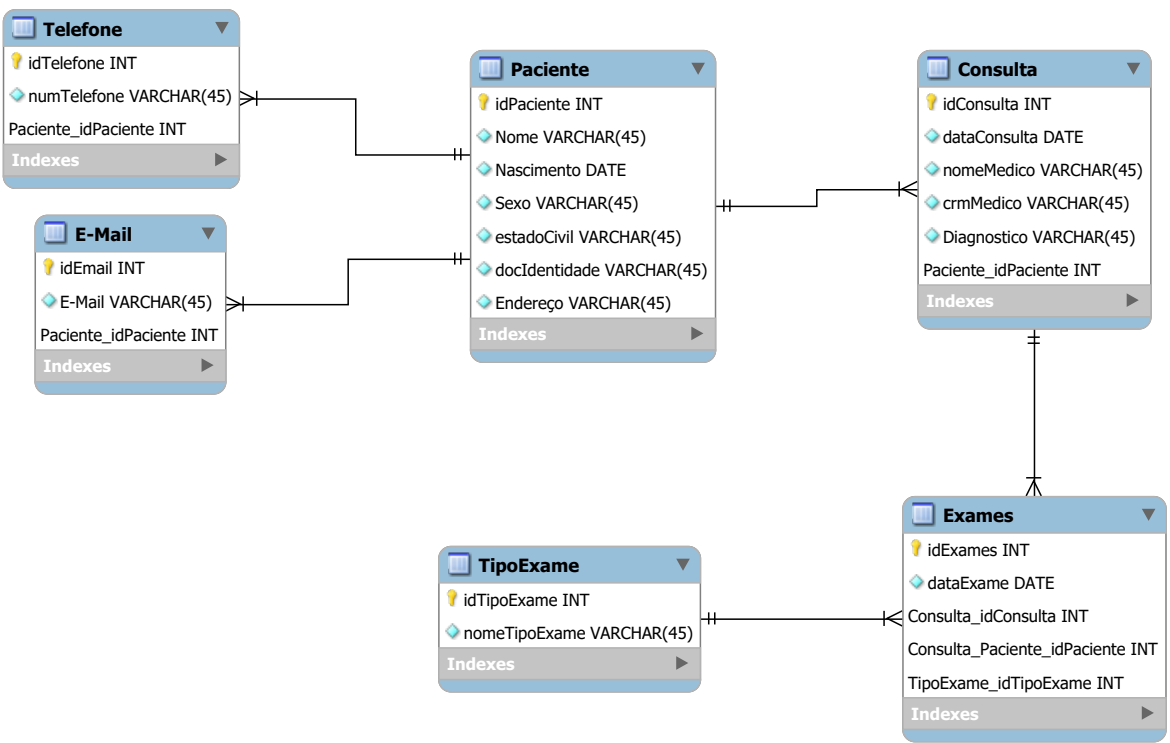 Telefone
idTelefone INT
numTelefone VARCHAR(45)
Paciente_idPaciente INT
Indexes
E-Mail
idEmail INT
E-Mail VARCHAR(45)
Paciente_idPaciente INT
Indexes
Paciente
idPaciente INT
Nome VARCHAR(45)
Nascimento DATE
Sexo VARCHAR(45)
estadoCivil VARCHAR(45)
docIdentidade VARCHAR(45)
Endereço VARCHAR(45)
Indexes
Consulta
idConsulta INT
dataConsulta DATE
nomeMedico VARCHAR(45)
crmMedico VARCHAR(45)
Diagnostico VARCHAR(45)
Paciente_idPaciente INT
Indexes
TipoExame
idTipoExame INT
nomeTipoExame VARCHAR(45)
Indexes
Exames
idExames INT
dataExame DATE
Consulta_idConsulta INT
Consulta_Paciente_idPaciente INT
TipoExame_idTipoExame INT
Indexes